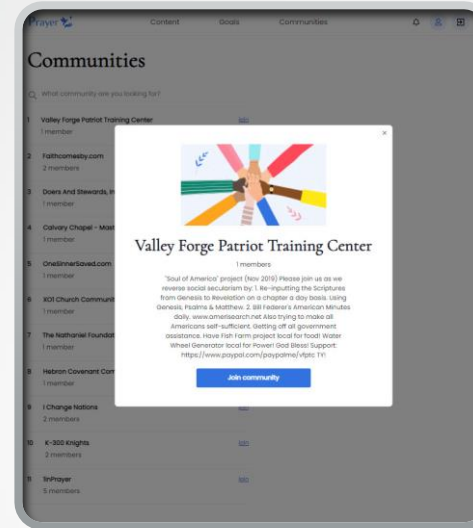 Prayer
Content
Goals
Communities
Communities
What community are you looking for?
1 Valley Forge Patriot Training Center
Join
1 member
2 Faithcomesby.com
2 members
3 Doers And Stewards, In
1 member
4 Calvary Chapel - Mast
1 member
5 OneSinnerSaved.com
1 member
6 XO1 Church Communit
1 member
7 The Nathaniel Foundat
1 member
8 Hebron Covenant Com
1 member
9 I Change Nations
2 members
10 K-300 Knights
Join
2 members
11 1inPrayer
Join
5 members
×
Valley Forge Patriot Training Center
1 members
"Soul of America" project (Nov 2019) Please join us as we
reverse social secularism by: 1. Re-inputting the Scriptures
from Genesis to Revelation on a chapter a day basis. Using
Genesis, Psalms & Matthew. 2. Bill Federer's American Minutes
daily. www.amerisearch.net Also trying to make all
Americans self-sufficient. Getting off all government
assistance. Have Fish Farm project local for food! Water
Wheel Generator local for Power! God Bless! Support:
https://www.paypal.com/paypalme/vfptc TY!
Join community